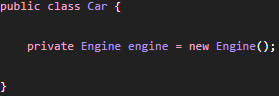 public class Car {
private Engine engine = new Engine();
}